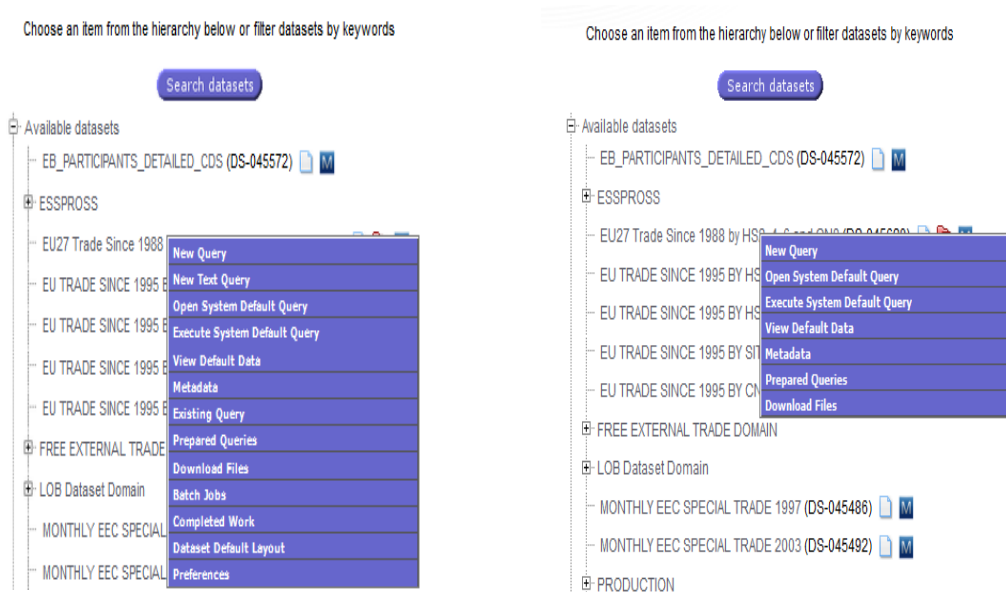 Choose an item from the hierarchy below or filter datasets by keywords
Search datasets
Available datasets
EB_PARTICIPANTS_DETAILED_CDS (DS-045572) M
ESSPROSS
EU27 Trade Since 1988
EU TRADE SINCE 1995
EU TRADE SINCE 1995
EU TRADE SINCE 1995
EU TRADE SINCE 1995
FREE EXTERNAL TRADE
LOB Dataset Domain
MONTHLY EEC SPECIAL
MONTHLY EEC SPECIAL
New Query
New Text Query
Open System Default Query
Execute System Default Query
View Default Data
Metadata
Existing Query
Prepared Queries
Download Files
Batch Jobs
Completed Work
Dataset Default Layout
Preferences
Choose an item from the hierarchy below or filter datasets by keywords
Search datasets
Available datasets
EB_PARTICIPANTS_DETAILED_CDS (DS-045572) M
ESSPROSS
EU27 Trade Since 1988 by
EU TRADE SINCE 1995 BY HS
EU TRADE SINCE 1995 BY HS
EU TRADE SINCE 1995 BY
EU TRADE SINCE 1995 BY CN
FREE EXTERNAL TRADE DOMAIN
LOB Dataset Domain
MONTHLY EEC SPECIAL TRADE 1997 (DS-045486) M
MONTHLY EEC SPECIAL TRADE 2003 (DS-045492) M
PRODUCTION
New Query
Open System Default Query
Execute System Default Query
View Default Data
Metadata
Prepared Queries
Download Files